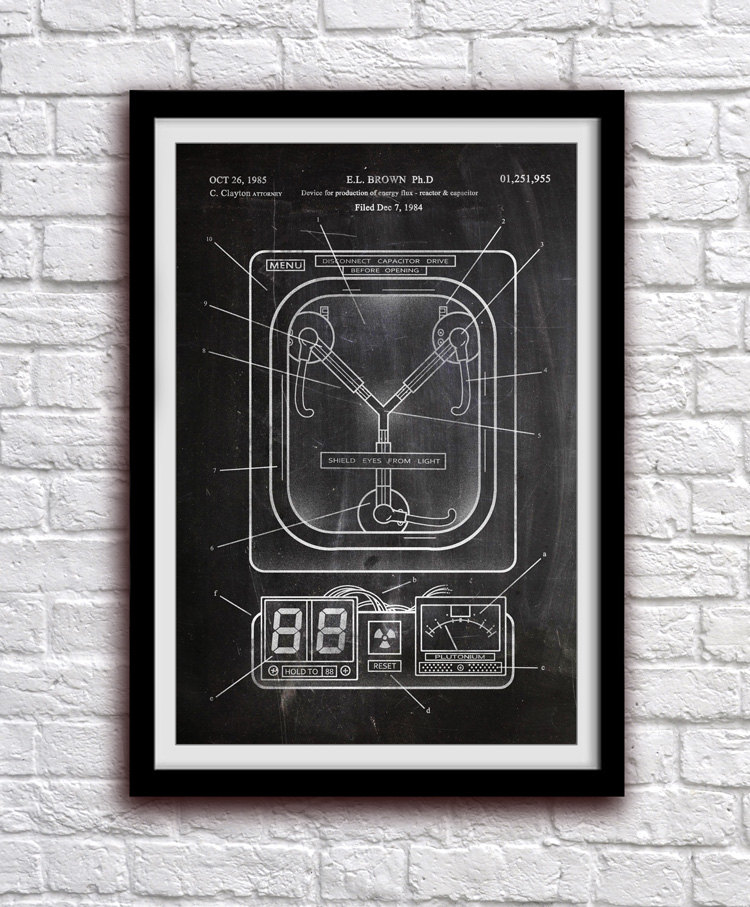 OCT 26, 1985 E.L. BROWN Ph.D 01,251,955
C. Clayton ATTORNEY Device for production of energy flux - reactor & capacitor
Filed Dec 7, 1984
1 2
10 3
MENU DISCONNECT CAPACITOR DRIVE
BEFORE OPENING
9
8 4
5
SHIELD EYES FROM LIGHT
7
6
a
b
f
88
PLUTONIUM
RESET
HOLD TO 88
e
e
d